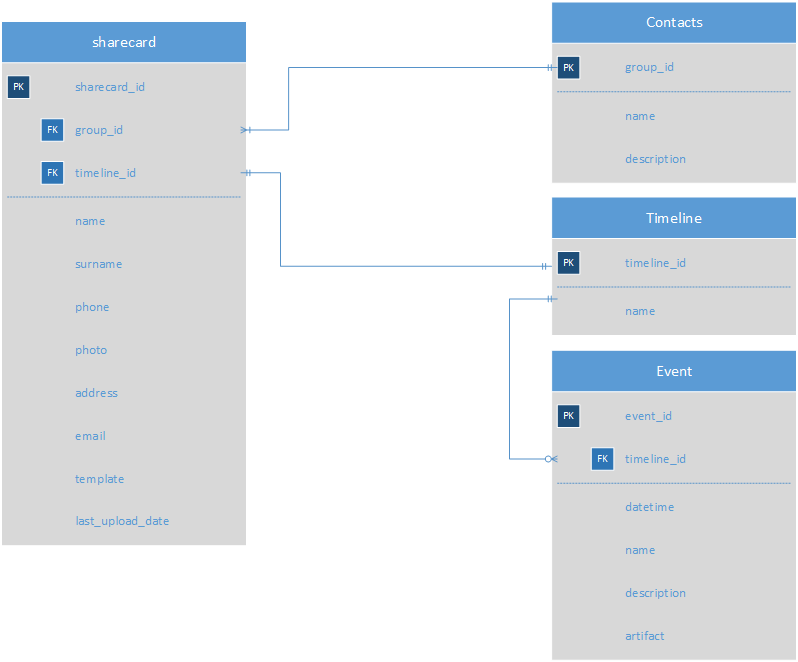 sharecard
PK sharecard_id
FK group_id
FK timeline_id
name
surname
phone
photo
address
email
template
last_upload_date
Contacts
PK group_id
name
description
Timeline
PK timeline_id
name
Event
PK event_id
FK timeline_id
datetime
name
description
artifact